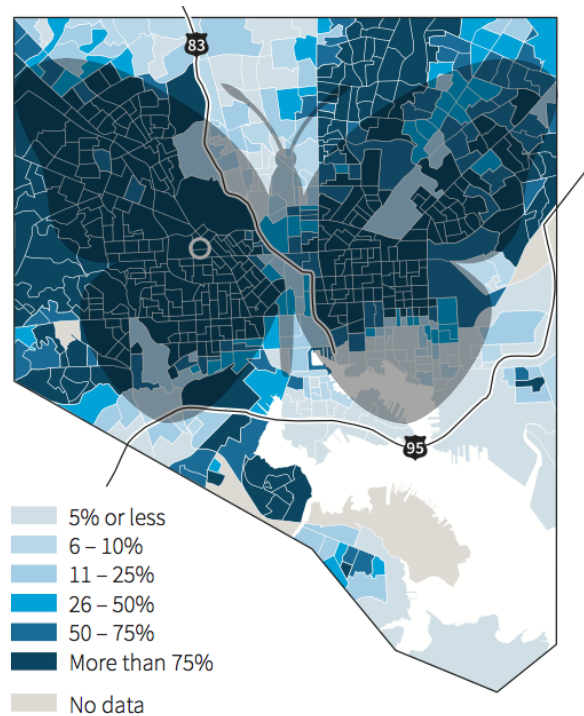 83
95
5% or less
6 – 10%
11 – 25%
26 – 50%
50 – 75%
More than 75%
No data